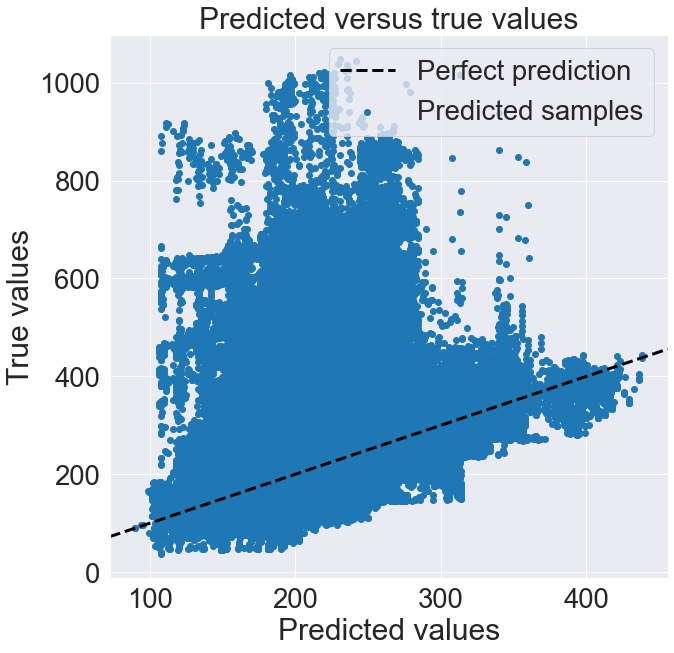 Predicted versus true values
Perfect prediction
Predicted samples
1000
800
600
400
200
0
True values
100 200 300 400
Predicted values